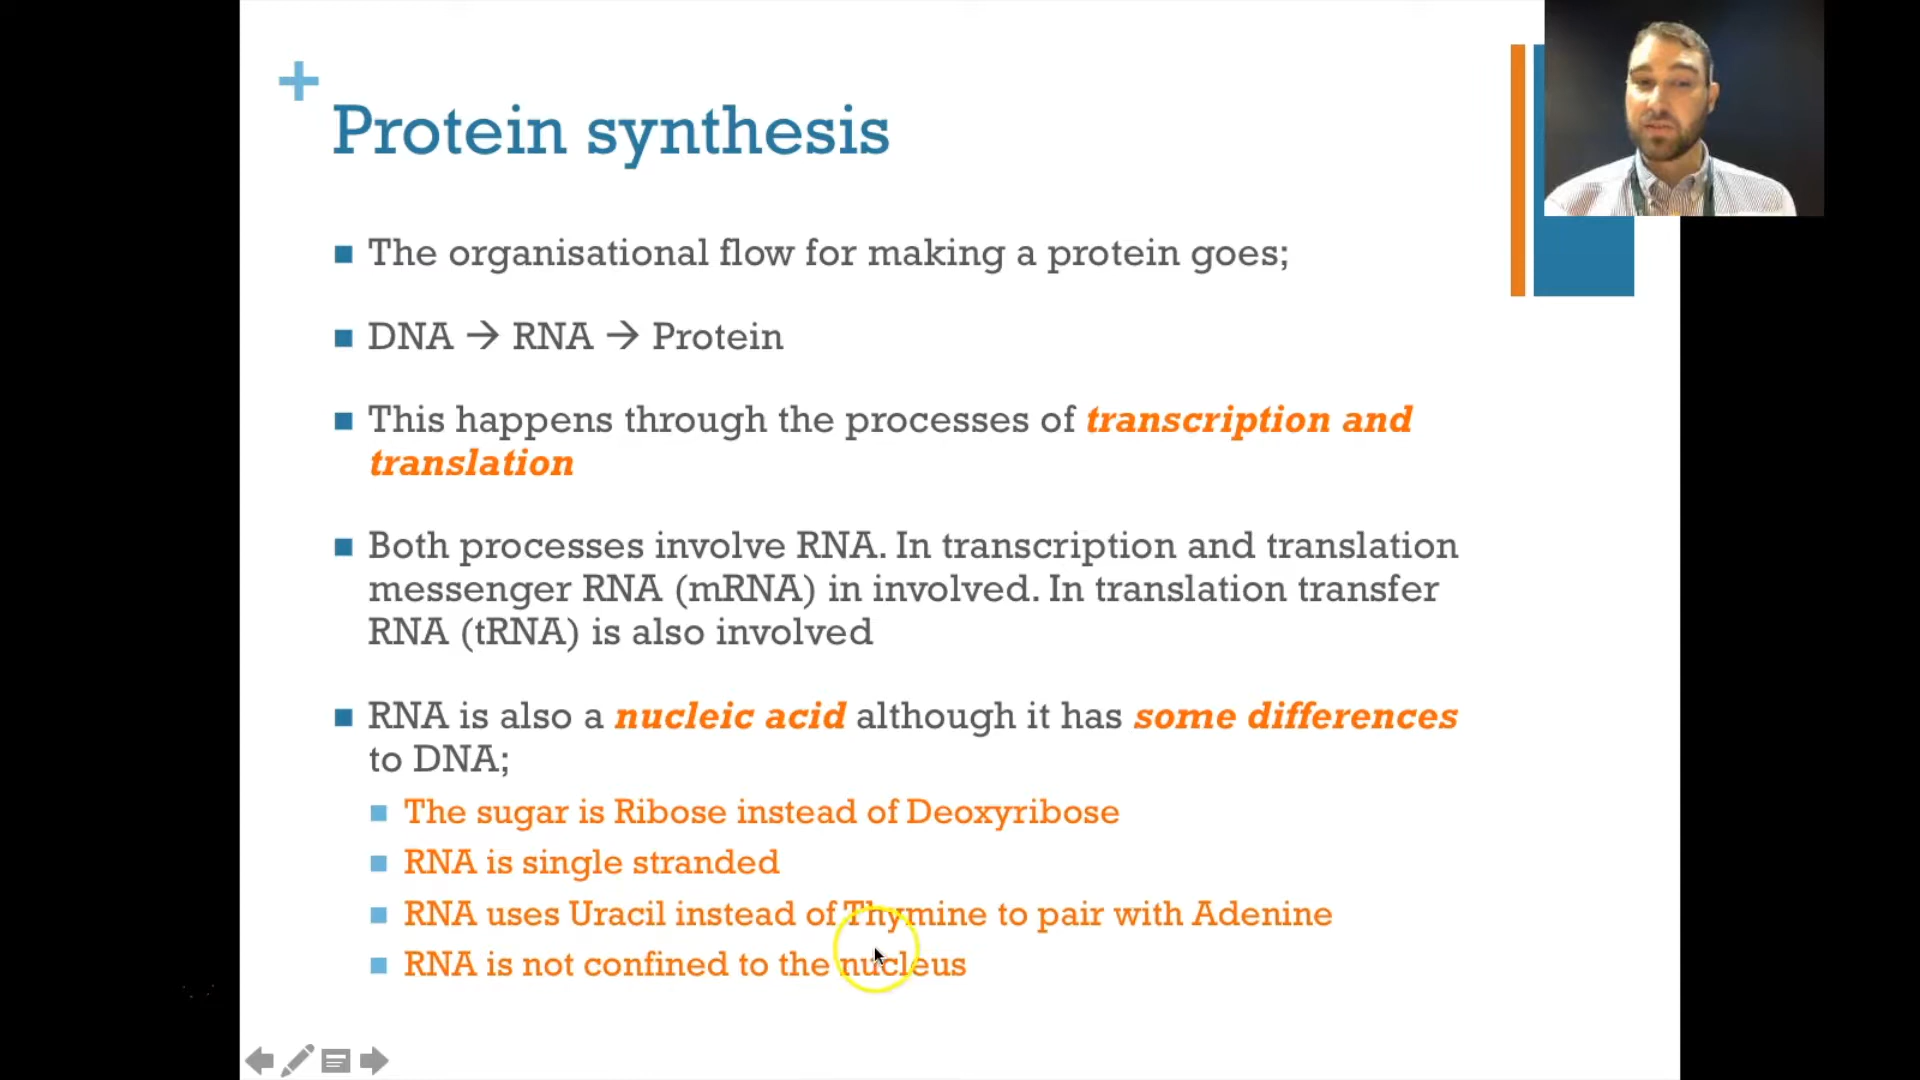 Protein synthesis
The organisational flow for making a protein goes;
DNA → RNA → Protein
This happens through the processes of transcription and
translation
Both processes involve RNA. In transcription and translation
messenger RNA (mRNA) in involved. In translation transfer
RNA (tRNA) is also involved
RNA is also a nucleic acid although it has some differences
to DNA;
The sugar is Ribose instead of Deoxyribose
RNA is single stranded
RNA uses Uracil instead of Thymine to pair with Adenine
RNA is not confined to the nucleus